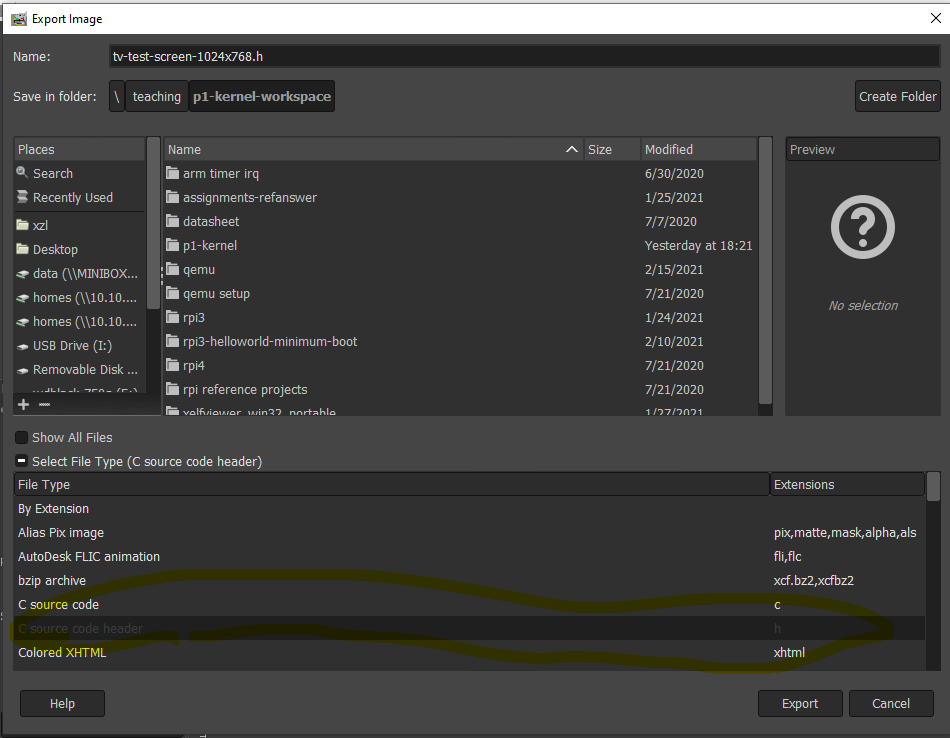 Export Image
Name: tv-test-screen-1024x768.h
Save in folder: \ teaching p1-kernel-workspace Create Folder
Places Name Size Modified Preview
Search arm timer irq 6/30/2020
Recently Used assignments-refanswer 1/25/2021
xzl datasheet 7/7/2020
Desktop p1-kernel Yesterday at 18:21
data (\\MINIBOX... qemu 2/15/2021
homes (\\10.10.... qemu setup 7/21/2020
No selection
homes (\\10.10.... rpi3 1/24/2021
USB Drive (I:) rpi3-helloworld-minimum-boot 2/10/2021
Removable Disk ... rpi4 7/21/2020
rpi reference projects 7/21/2020
xelfviewer_win32_portable 1/27/2021
Show All Files
Select File Type (C source code header)
File Type Extensions
By Extension
Alias Pix image pix,matte,mask,alpha,als
AutoDesk FLIC animation fli,flc
bzip archive xcf.bz2,xcfbz2
C source code c
C source code header h
Colored XHTML xhtml
Help Export Cancel